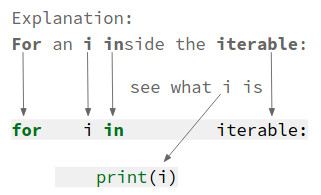 Explanation:
For an i inside the iterable:
see what i is
for i in iterable:
print(i)